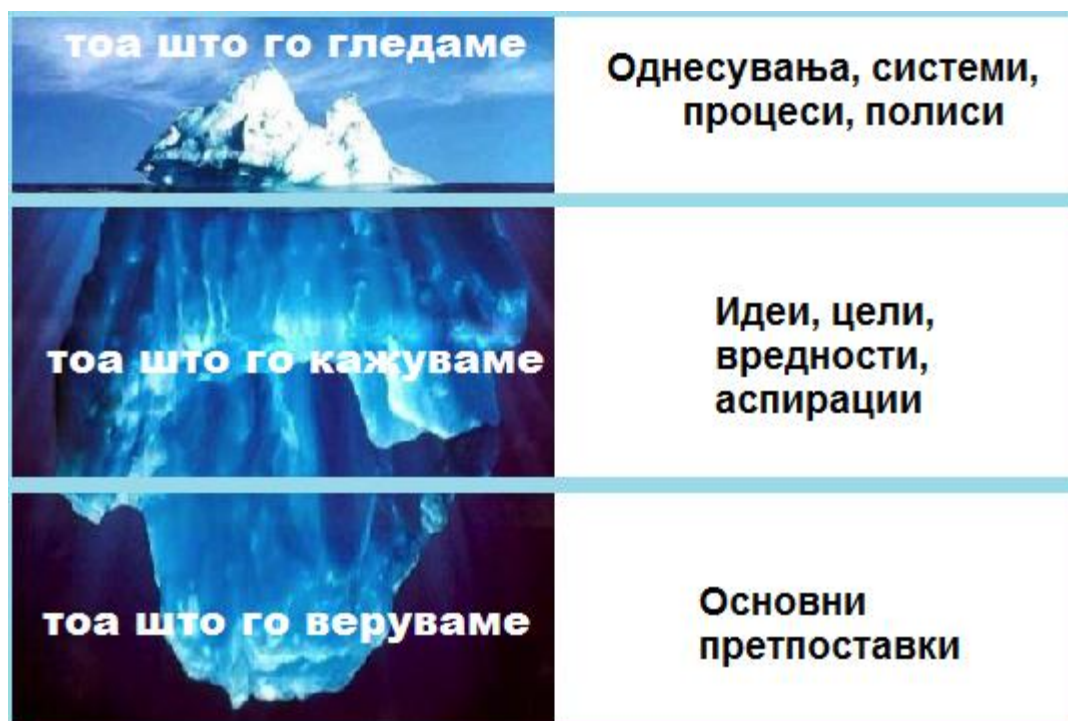 тоа што го гледаме
Однесувања, системи,
процеси, полиси
тоа што го кажуваме
Идеи, цели,
вредности,
аспирации
тоа што го веруваме
Основни
претпоставки